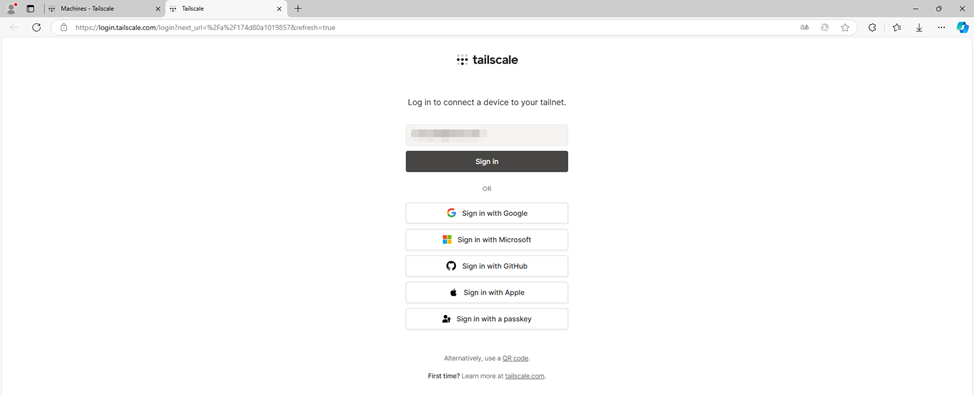 Machines - Tailscale
Tailscale
https://login.tailscale.com/login?next_url=%2Fa%2F174d80a1019857&refresh=true
tailscale
Log in to connect a device to your tailnet.
Sign in
OR
Sign in with Google
Sign in with Microsoft
Sign in with GitHub
Sign in with Apple
Sign in with a passkey
Alternatively, use a QR code.
First time? Learn more at tailscale.com.